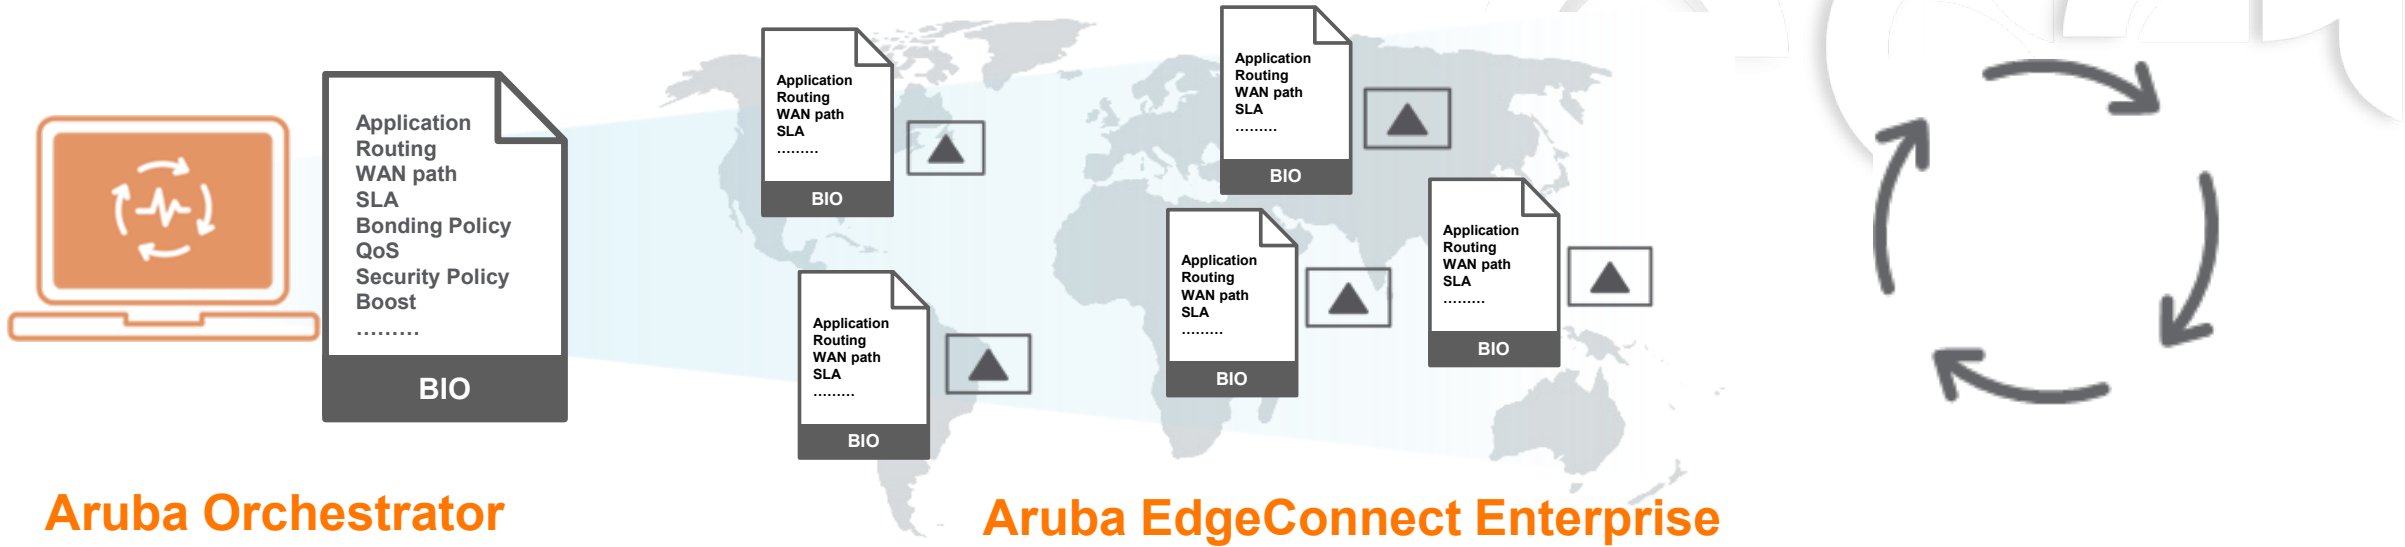 Application
Routing
WAN path
SLA
Bonding Policy
QoS
Security Policy
Boost
………
BIO
Application
Routing
WAN path
SLA
………
BIO
Application
Routing
WAN path
SLA
………
BIO
Application
Routing
WAN path
SLA
………
BIO
Application
Routing
WAN path
SLA
………
BIO
Application
Routing
WAN path
SLA
………
BIO
Aruba Orchestrator
Aruba EdgeConnect Enterprise